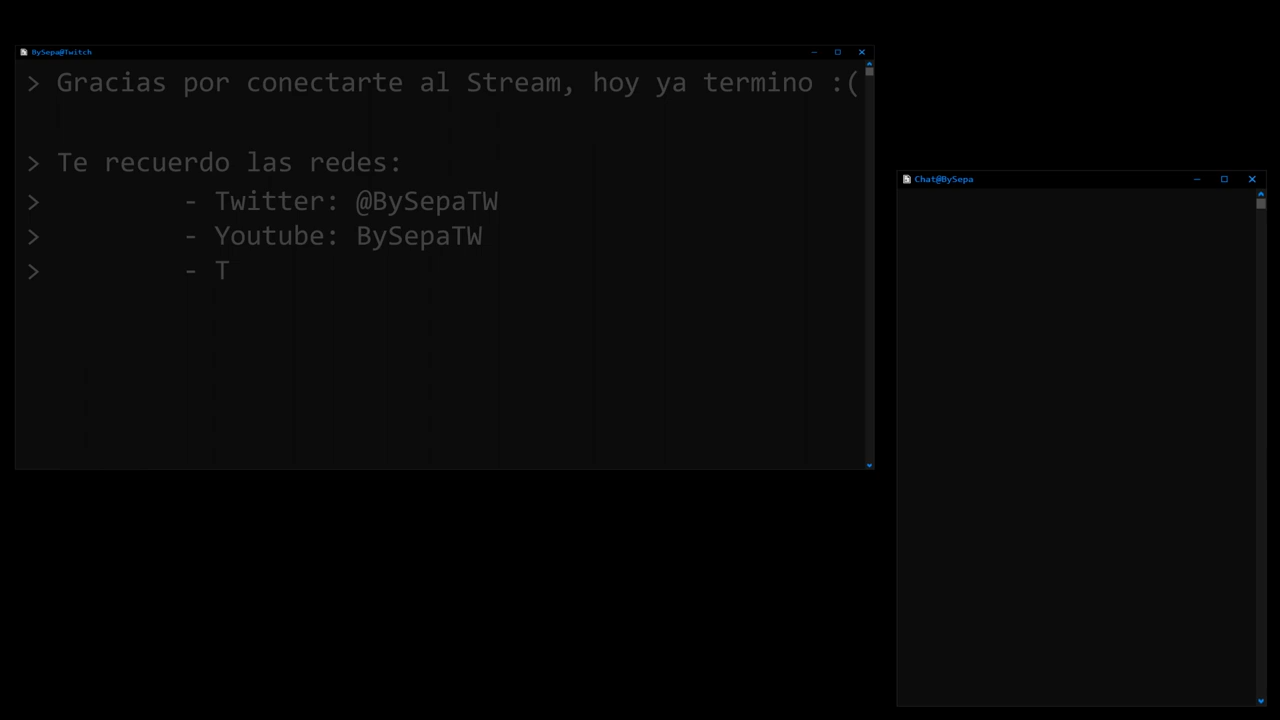 BySepa@Twitch
> Gracias por conectarte al Stream, hoy ya termino :(
> Te recuerdo las redes:
> - Twitter: @BySepaTW
> - Youtube: BySepaTW
> - T
Chat@BySepa